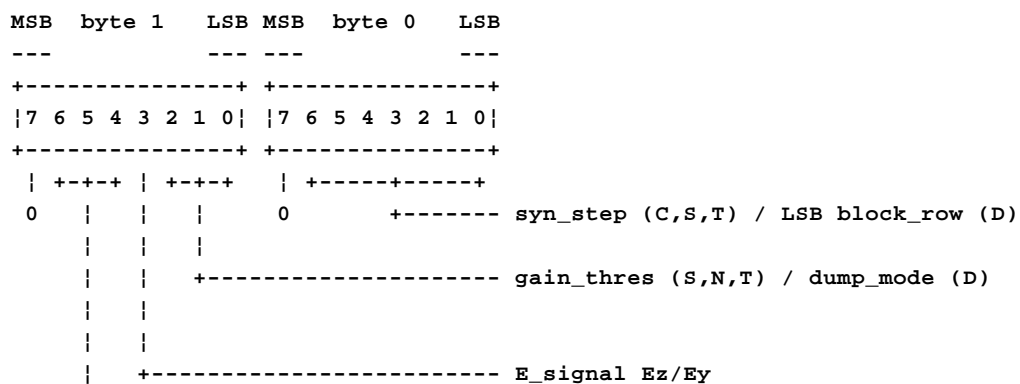 MSB  byte 1   LSB MSB  byte 0   LSB
---           --- ---           ---
+---------------+ +---------------+
¦7 6 5 4 3 2 1 0¦ ¦7 6 5 4 3 2 1 0¦
+---------------+ +---------------+
 ¦ +-+-+ ¦ +-+-+   ¦ +-----+-----+
 0   ¦   ¦   ¦     0       +------- syn_step (C,S,T) / LSB block_row (D)
     ¦   ¦   ¦
     ¦   ¦   +--------------------- gain_thres (S,N,T) / dump_mode (D)
     ¦   ¦
     ¦   ¦
     ¦   +------------------------- E_signal Ez/Ey